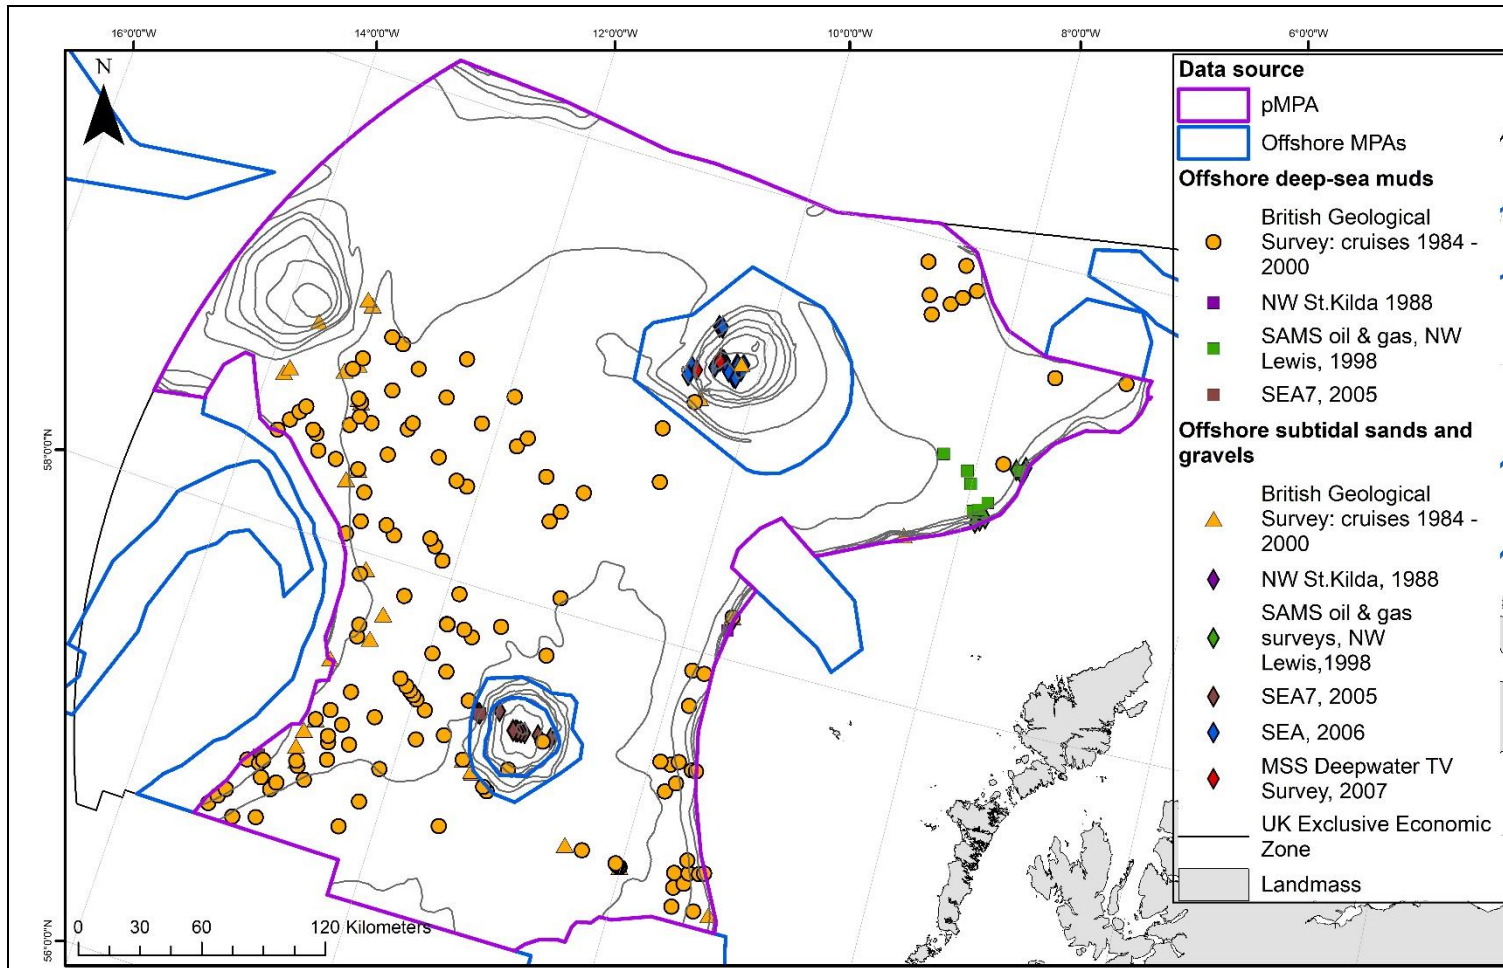 16°0'0"W 14°0'0"W 12°0'0"W 10°0'0"W 8°0'0"W 6°0'0"W
N
58°0'0"N
56°0'0"N
0 30 60 120 Kilometers
Data source
pMPA
Offshore MPAs
Offshore deep-sea muds
British Geological
Survey: cruises 1984 -
2000
NW St.Kilda 1988
SAMS oil & gas, NW
Lewis, 1998
SEA7, 2005
Offshore subtidal sands and
gravels
British Geological
Survey: cruises 1984 -
2000
NW St.Kilda, 1988
SAMS oil & gas
surveys, NW
Lewis,1998
SEA7, 2005
SEA, 2006
MSS Deepwater TV
Survey, 2007
UK Exclusive Economic
Zone
Landmass